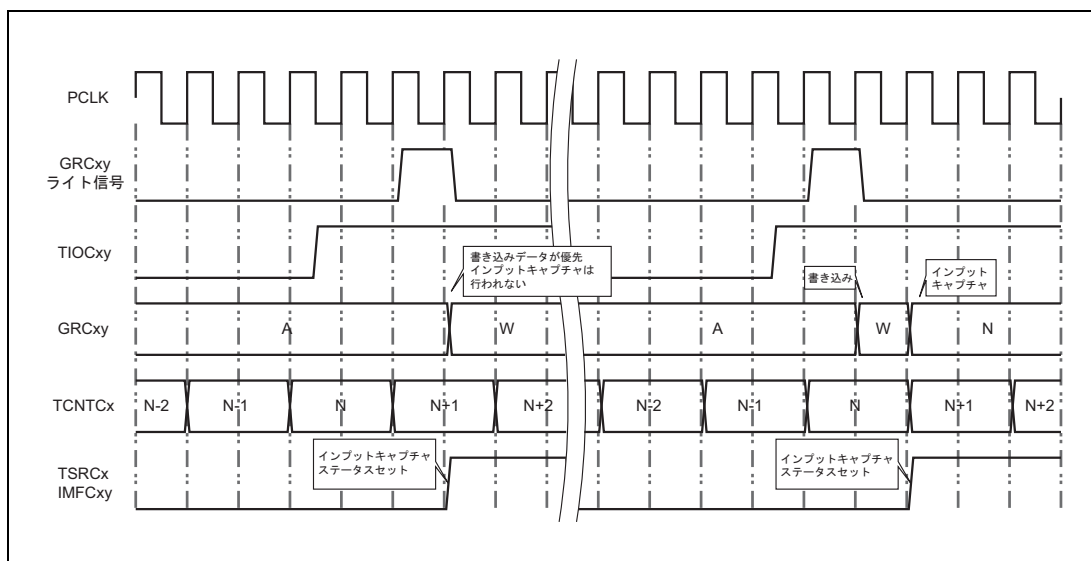 PCLK
GRCxy
ライト信号
TIOCxy
書き込みデータが優先
インプットキャプチャは
行われない
書き込み
インプット
キャプチャ
GRCxy
A
W
A
W
N
TCNTCx
N-2
N-1
N
N+1
N+2
N-2
N-1
N
N+1
N+2
インプットキャプチャ
ステータスセット
インプットキャプチャ
ステータスセット
TSRCx
IMFCxy